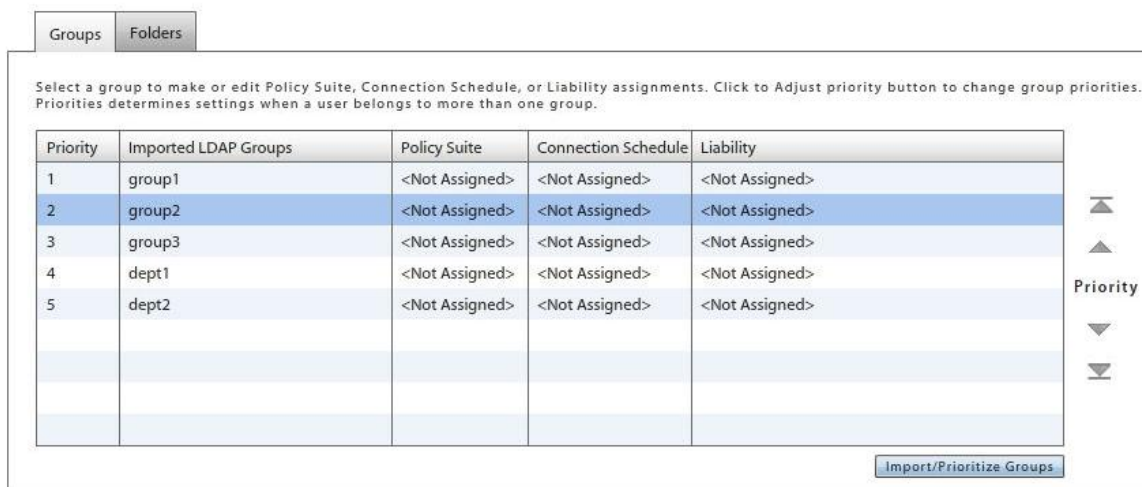 Groups Folders
Select a group to make or edit Policy Suite, Connection Schedule, or Liability assignments. Click to Adjust priority button to change group priorities.
Priorities determines settings when a user belongs to more than one group.
Priority Imported LDAP Groups Policy Suite Connection Schedule Liability
1 group1 <Not Assigned> <Not Assigned> <Not Assigned>
2 group2 <Not Assigned> <Not Assigned> <Not Assigned>
3 group3 <Not Assigned> <Not Assigned> <Not Assigned>
4 dept1 <Not Assigned> <Not Assigned> <Not Assigned>
5 dept2 <Not Assigned> <Not Assigned> <Not Assigned>
Priority
Import/Prioritize Groups